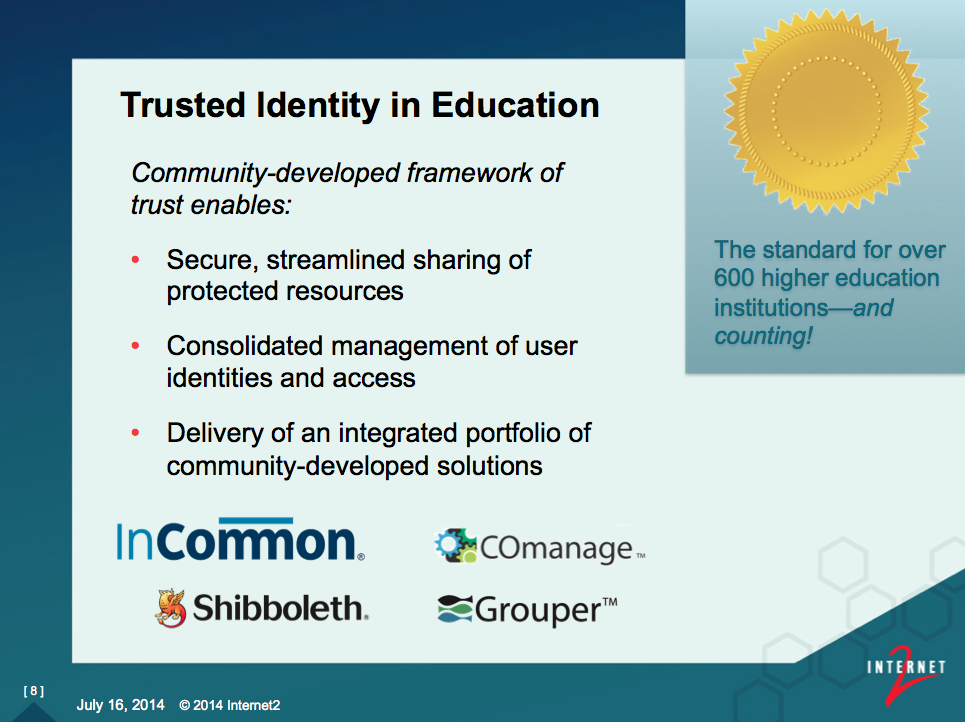 Trusted Identity in Education
Community-developed framework of
trust enables:
• Secure, streamlined sharing of
protected resources
• Consolidated management of user
identities and access
• Delivery of an integrated portfolio of
community-developed solutions
InCommon®
COmanage™
Shibboleth®
Grouper™
The standard for over
600 higher education
institutions—and
counting!
INTERNET
2
[ 8 ]
July 16, 2014 © 2014 Internet2